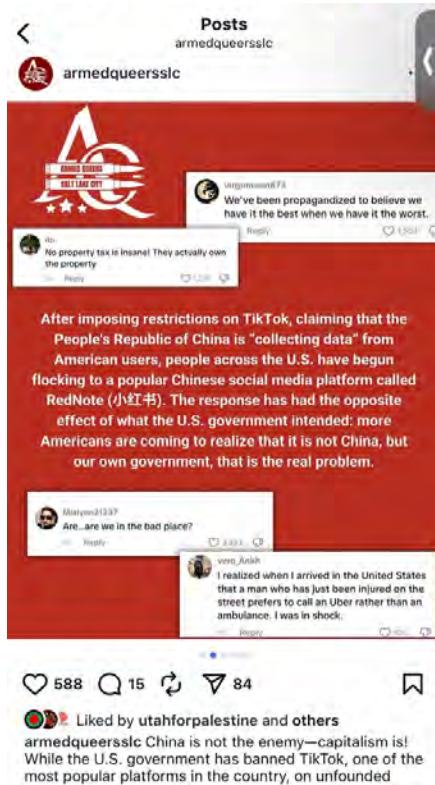 Posts
armedqueersslc
armedqueersslc
AQ
ARMED QUEERS
SALT LAKE CITY
We've been propagandized to believe we
have it the best when we have it the worst.
Reply
No property tax is insane! They actually own
the property
Reply
After imposing restrictions on TikTok, claiming that the
People's Republic of China is “collecting data” from
American users, people across the U.S. have begun
flocking to a popular Chinese social media platform called
RedNote (小红书). The response has had the opposite
effect of what the U.S. government intended: more
Americans are coming to realize that it is not China, but
our own government, that is the real problem.
Are...are we in the bad place?
Reply
vero_Ankh
I realized when I arrived in the United States
that a man who has just been injured on the
street prefers to call an Uber rather than an
ambulance. I was in shock.
Reply
588 15 84
Liked by utahforpalestine and others
armedqueersslc China is not the enemy—capitalism is!
While the U.S. government has banned TikTok, one of the
most popular platforms in the country, on unfounded